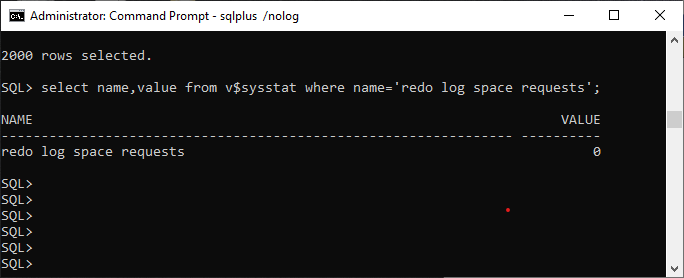 Administrator: Command Prompt - sqlplus /nolog
2000 rows selected.
SQL> select name,value from v$sysstat where name='redo log space requests';
NAME VALUE
---------------------------------------------------------------- ----------
redo log space requests 0
SQL>
SQL>
SQL>
SQL>
SQL>
SQL>